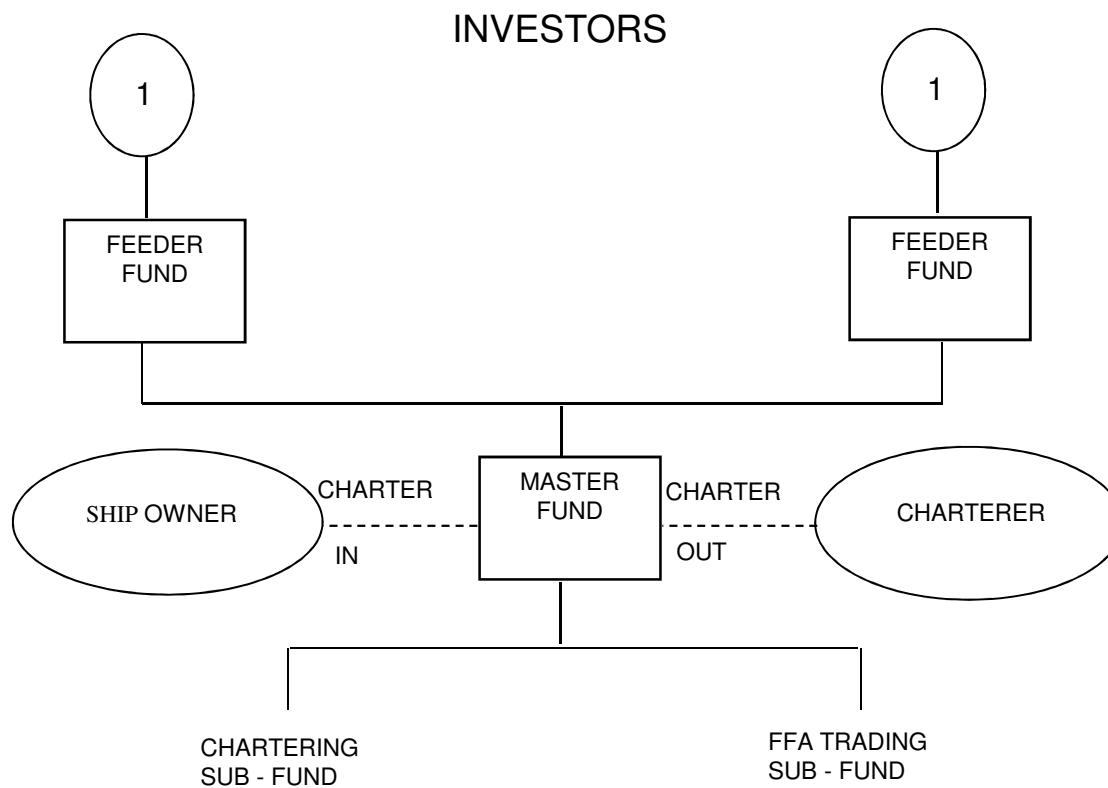 INVESTORS
1
1
FEEDER
FUND
FEEDER
FUND
SHIP OWNER
CHARTER
IN
MASTER
FUND
CHARTER
OUT
CHARTERER
CHARTERING
SUB - FUND
FFA TRADING
SUB - FUND